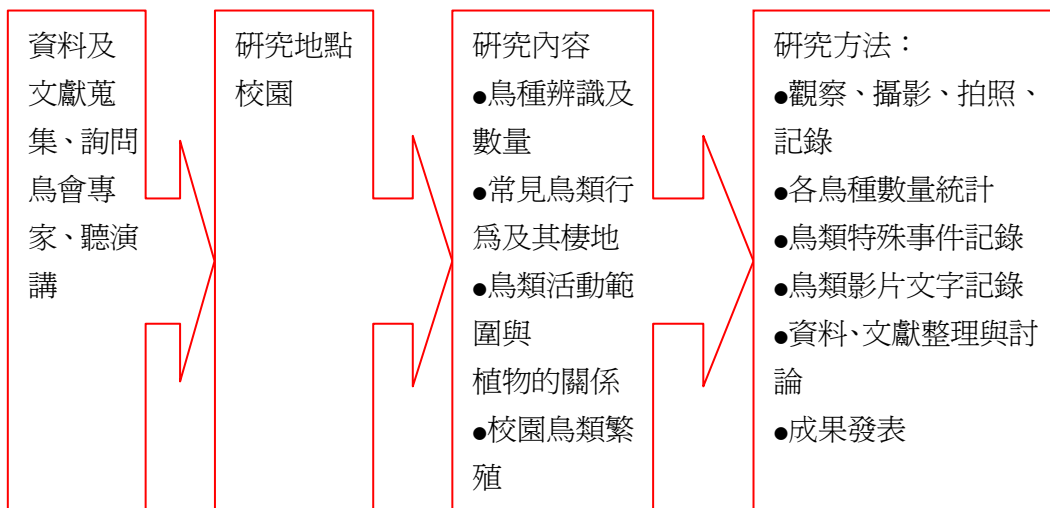 資料及
文獻蒐
集、詢問
鳥會專
家、聽演
講
研究地點
校園
研究內容
●鳥種辨識及
數量
●常見鳥類行
為及其棲地
●鳥類活動範
圍與
植物的關係
●校園鳥類繁
殖
研究方法：
●觀察、攝影、拍照、
記錄
●各鳥種數量統計
●鳥類特殊事件記錄
●鳥類影片文字記錄
●資料、文獻整理與討
論
●成果發表